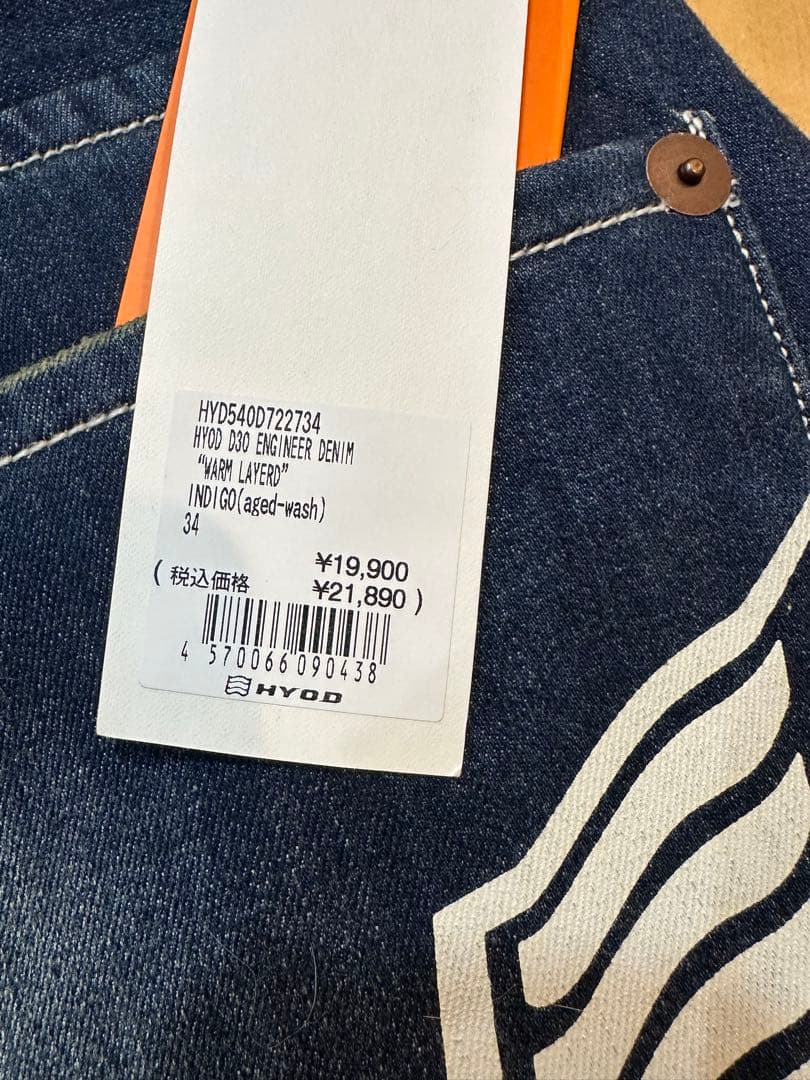 HYD540D722734
HYOD D30 ENGINEER DENIM
“WARM LAYERD”
INDIGO(aged-wash)
34
¥19,900
( 税込価格 ¥21,890 )
4 570066 090438
HYOD